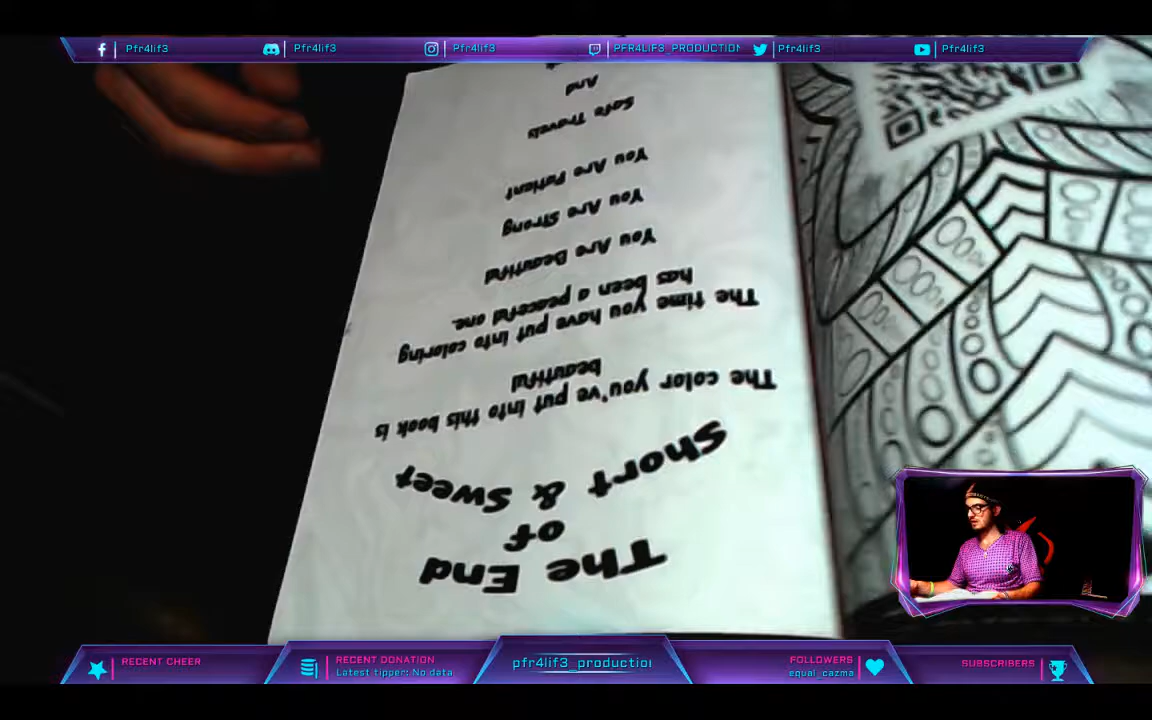 Pfr4lif3
Pfr4lif3
Pfr4lif3
PFR4LIF3_PRODUCTION
Pfr4lif3
Pfr4lif3
The End
of
Short & Sweet
The color you've put into this book is
beautiful
The time you have put into coloring
has been a peaceful one.
You Are Beautiful
You Are Strong
You Are Patient
Safe Travels
And
RECENT CHEER
RECENT DONATION
Latest tipper: No data
pfr4lif3_production
FOLLOWERS
equal_cazma
SUBSCRIBERS